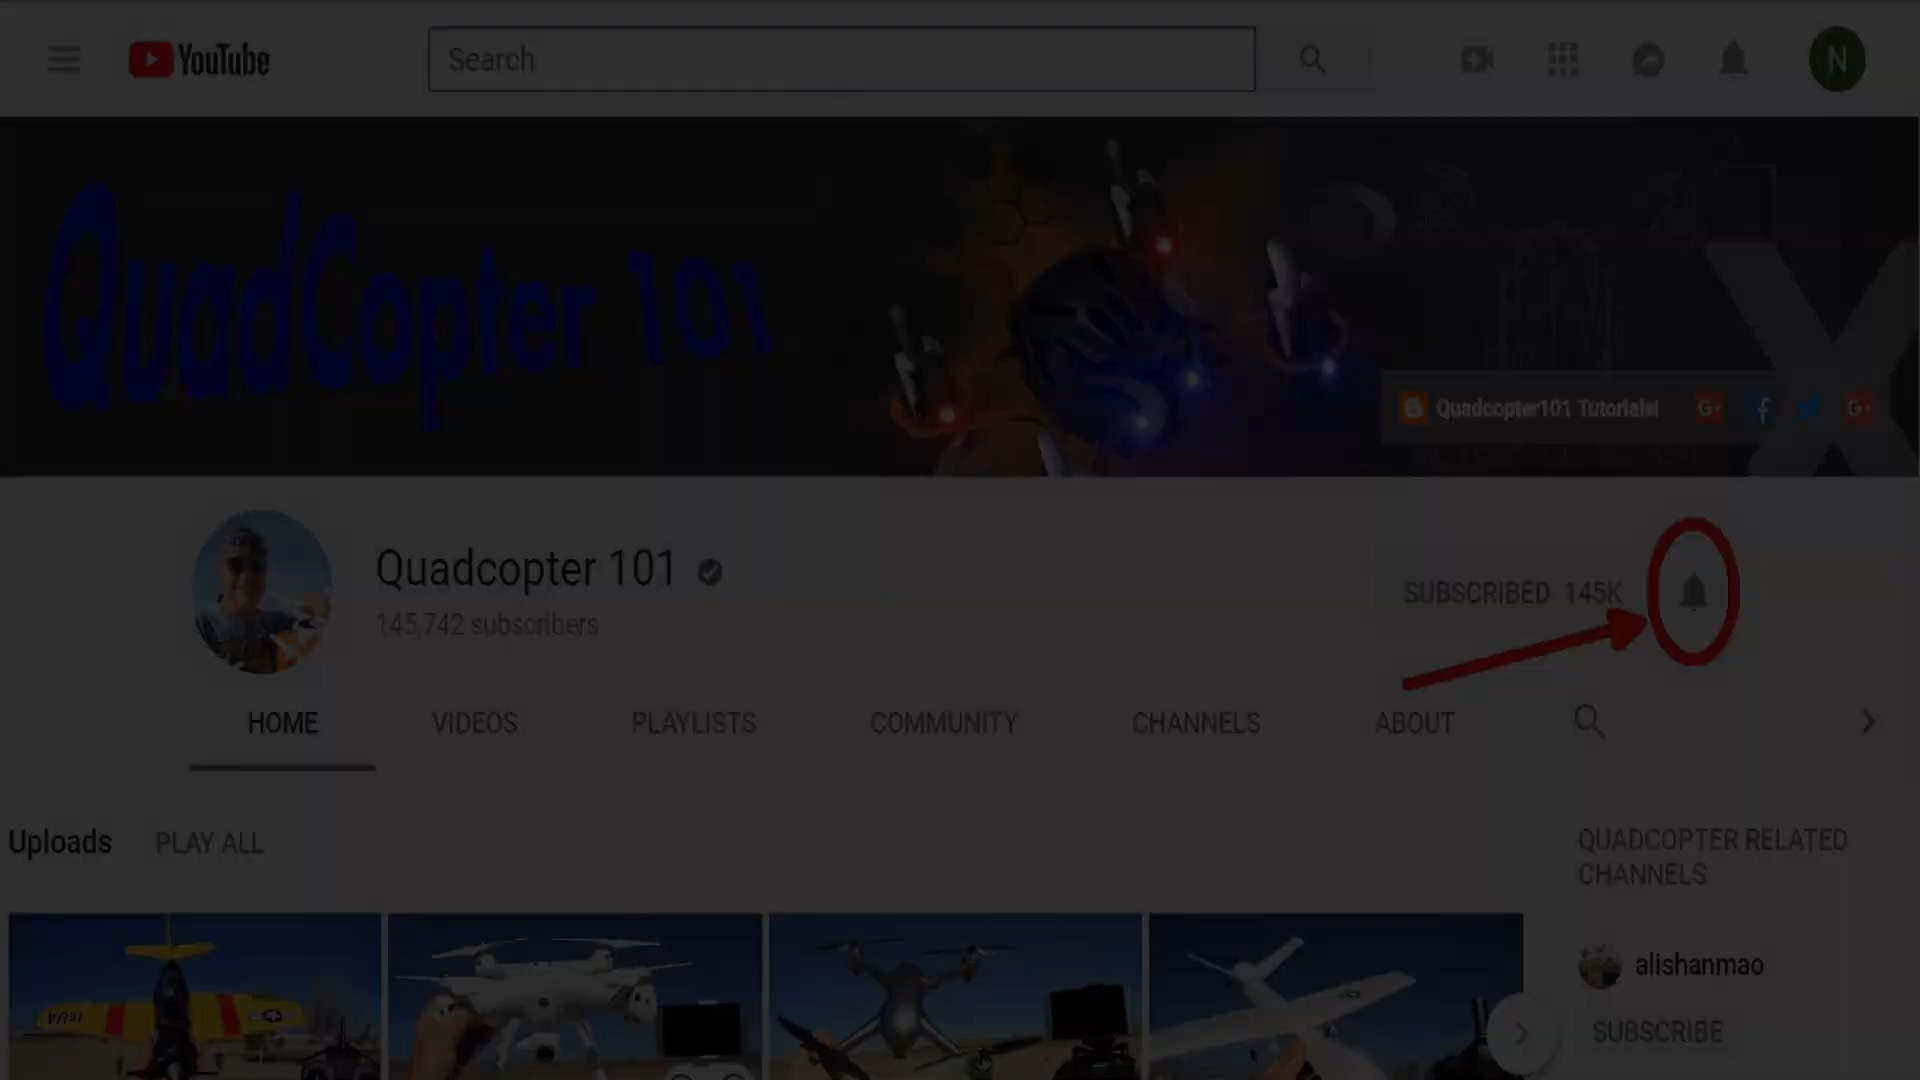 YouTube
Search
N
QuadCopter 101
Quadcopter101 Tutorials!
G+
f
G+
X
Quadcopter 101
145,742 subscribers
SUBSCRIBED 145K
HOME VIDEOS PLAYLISTS COMMUNITY CHANNELS ABOUT
Uploads PLAY ALL
QUADCOPTER RELATED
CHANNELS
alishanmao
SUBSCRIBE